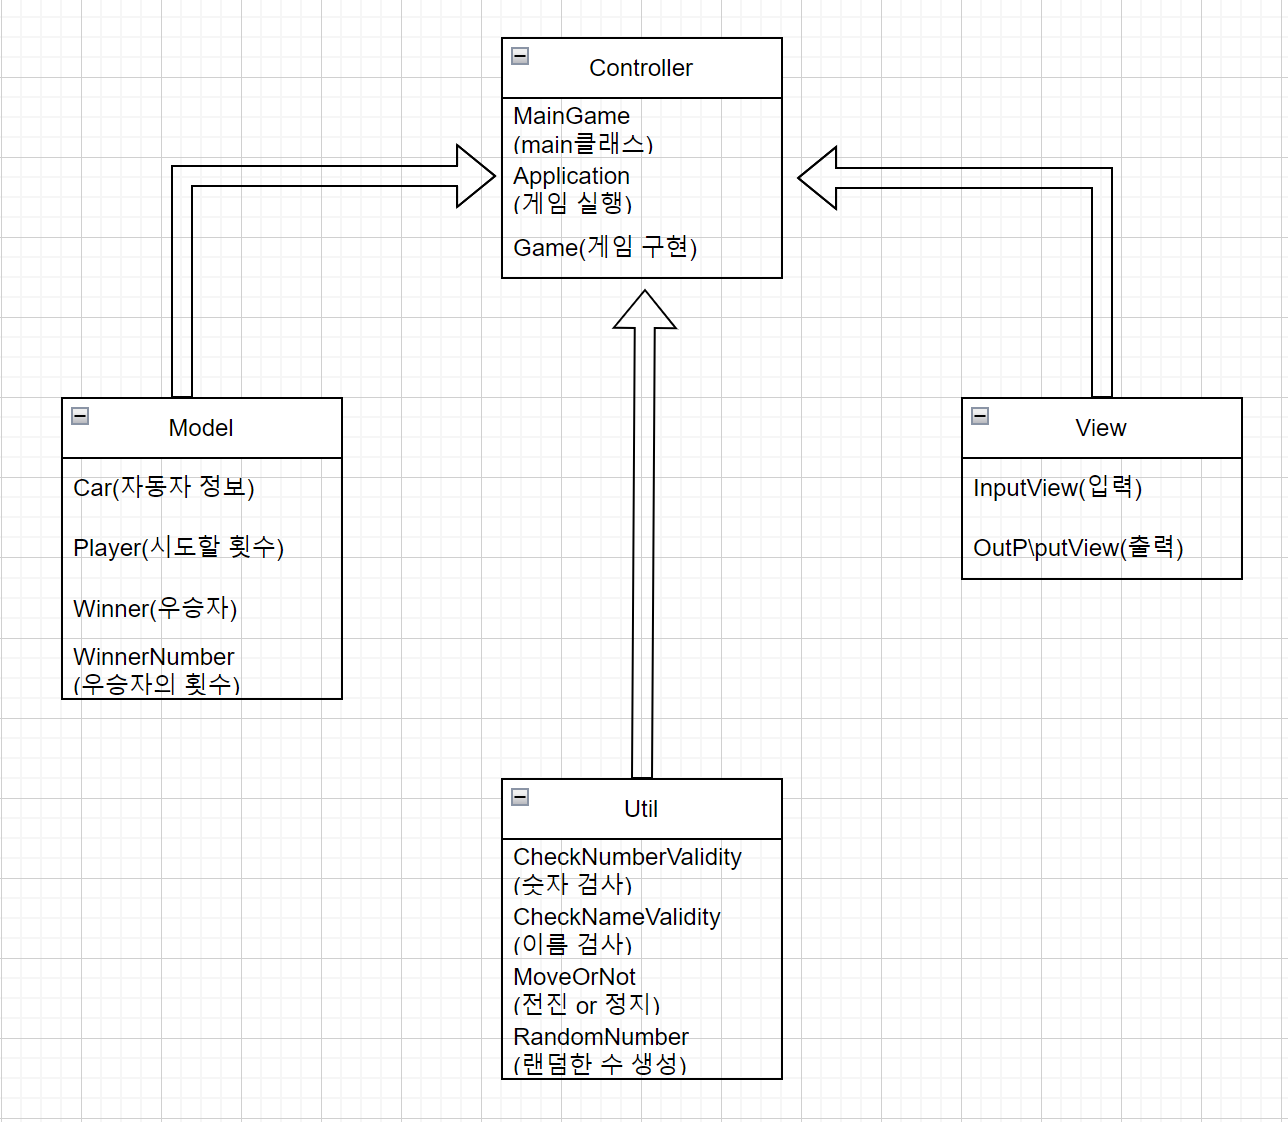 Controller
MainGame
(main클래스)
Application
(게임 실행)
Game(게임 구현)
Model
Car(자동자 정보)
Player(시도할 횟수)
Winner(우승자)
WinnerNumber
(우승자의 횟수)
View
InputView(입력)
OutP\putView(출력)
Util
CheckNumberValidity
(숫자 검사)
CheckNameValidity
(이름 검사)
MoveOrNot
(전진 or 정지)
RandomNumber
(랜덤한 수 생성)